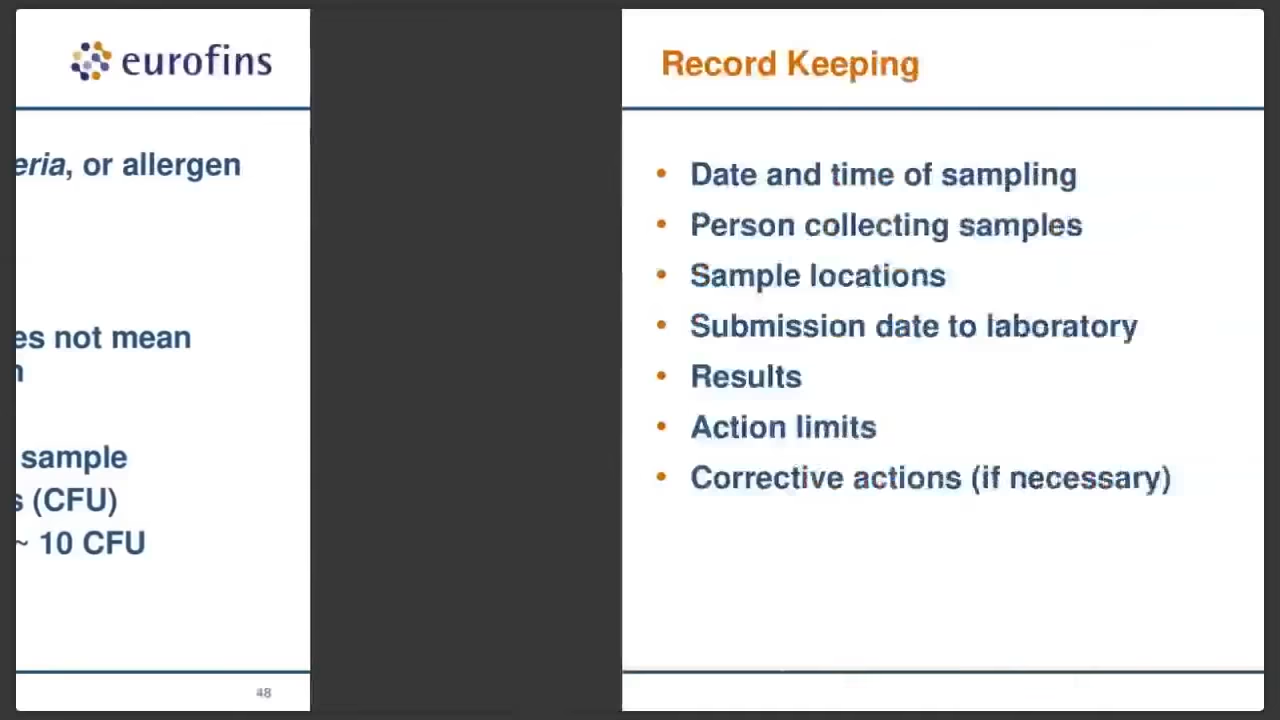 eurofins
eria, or allergen
es not mean
n
sample
s (CFU)
~ 10 CFU
48
Record Keeping
• Date and time of sampling
• Person collecting samples
• Sample locations
• Submission date to laboratory
• Results
• Action limits
• Corrective actions (if necessary)